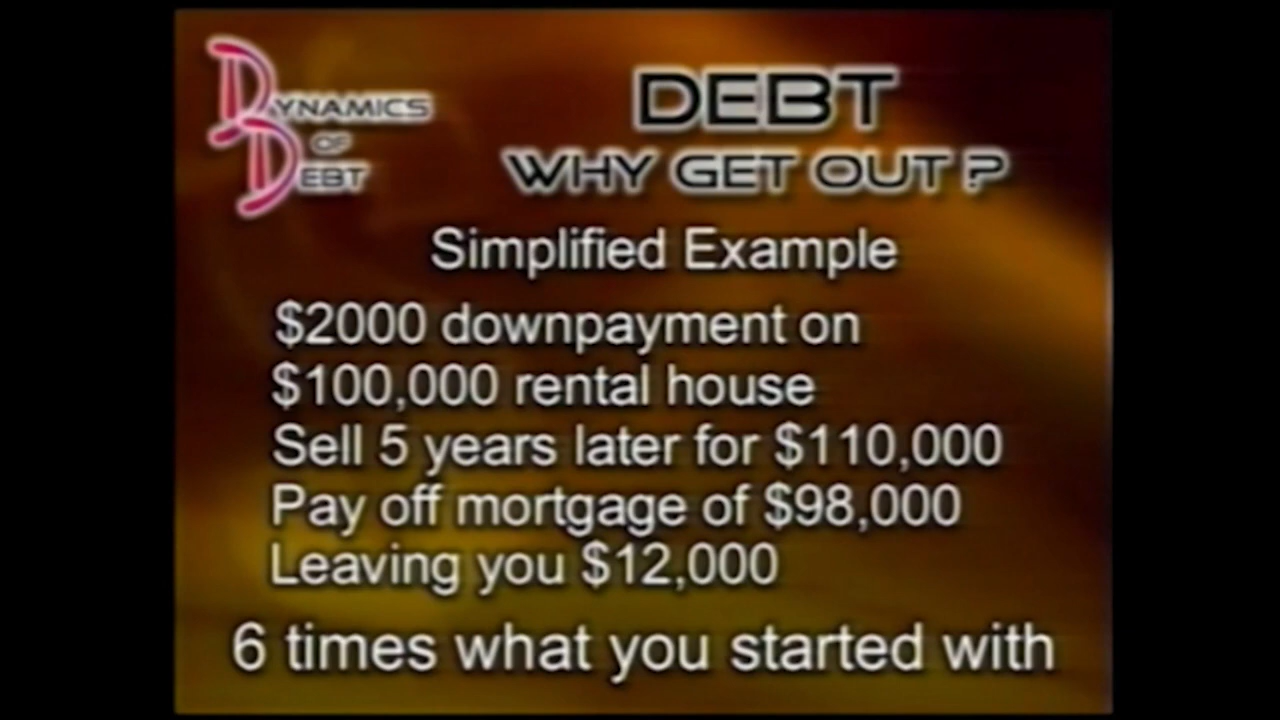 DYNAMICS
OF
DEBT
DEBT
WHY GET OUT ?
Simplified Example
$2000 downpayment on
$100,000 rental house
Sell 5 years later for $110,000
Pay off mortgage of $98,000
Leaving you $12,000
6 times what you started with